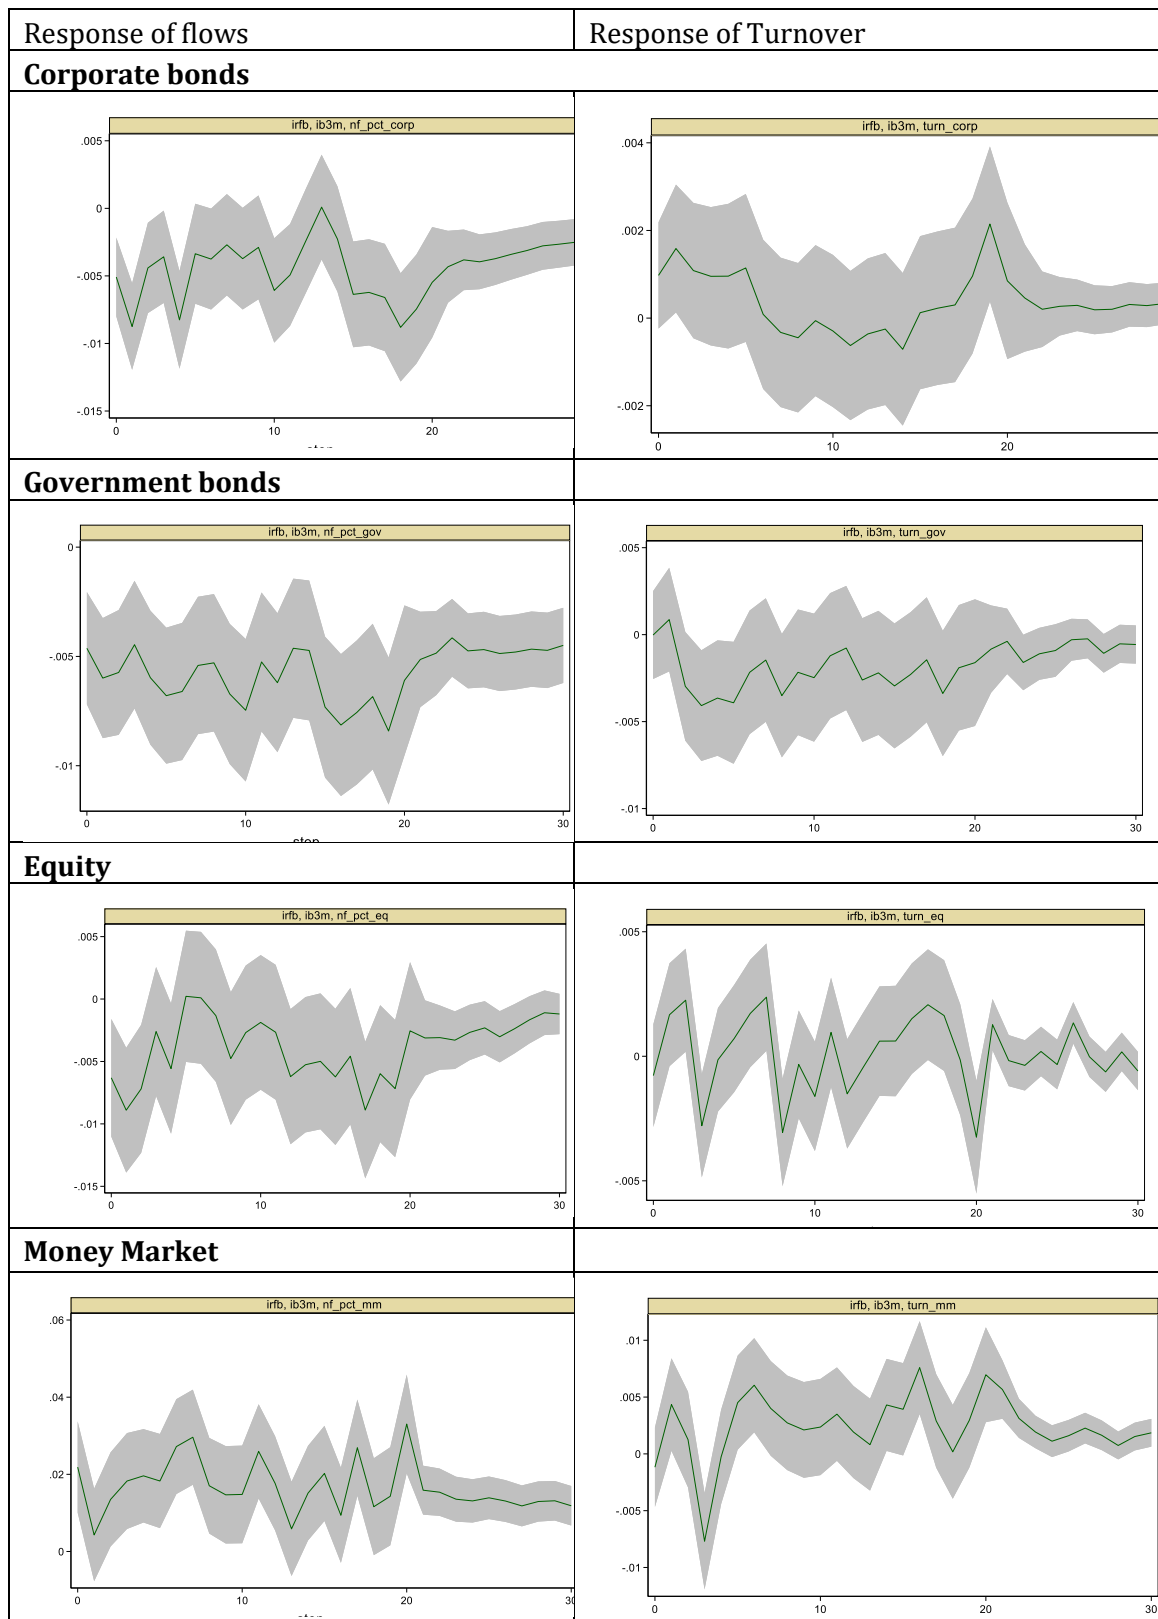 Response of flows
Response of Turnover
Corporate bonds
irfb, ib3m, nf_pct_corp
.005
0
-.005
-.01
-.015
0 10 20
irfb, ib3m, turn_corp
.004
.002
0
-.002
0 10 20
Government bonds
irfb, ib3m, nf_pct_gov
0
-.005
-.01
0 10 20 30
irfb, ib3m, turn_gov
.005
0
-.005
-.01
0 10 20 30
Equity
irfb, ib3m, nf_pct_eq
.005
0
-.005
-.01
-.015
0 10 20 30
irfb, ib3m, turn_eq
.005
0
-.005
0 10 20 30
Money Market
irfb, ib3m, nf_pct_mm
.06
.04
.02
0
0 10 20 30
irfb, ib3m, turn_mm
.01
.005
0
-.005
-.01
0 10 20 30